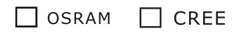 ☐ OSRAM ☐ CREE